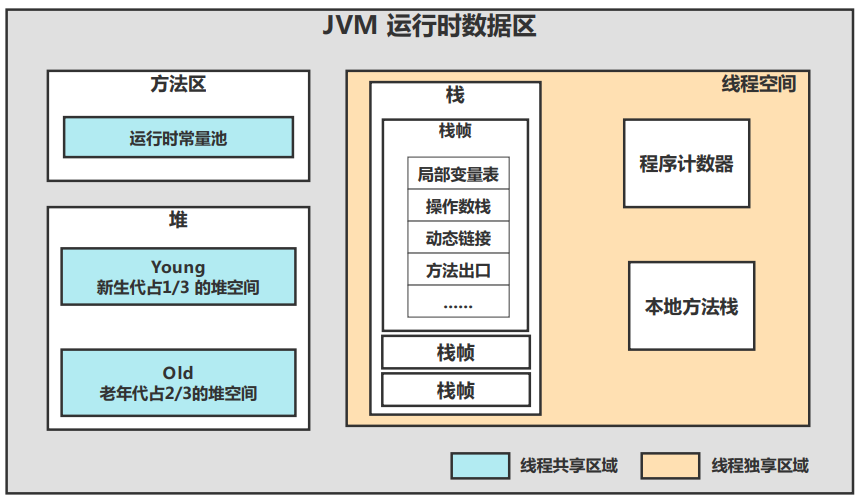 JVM 运行时数据区
方法区
运行时常量池
堆
Young
新生代占1/3 的堆空间
Old
老年代占2/3的堆空间
线程空间
栈
栈帧
局部变量表
操作数栈
动态链接
方法出口
......
栈帧
栈帧
程序计数器
本地方法栈
线程共享区域
线程独享区域